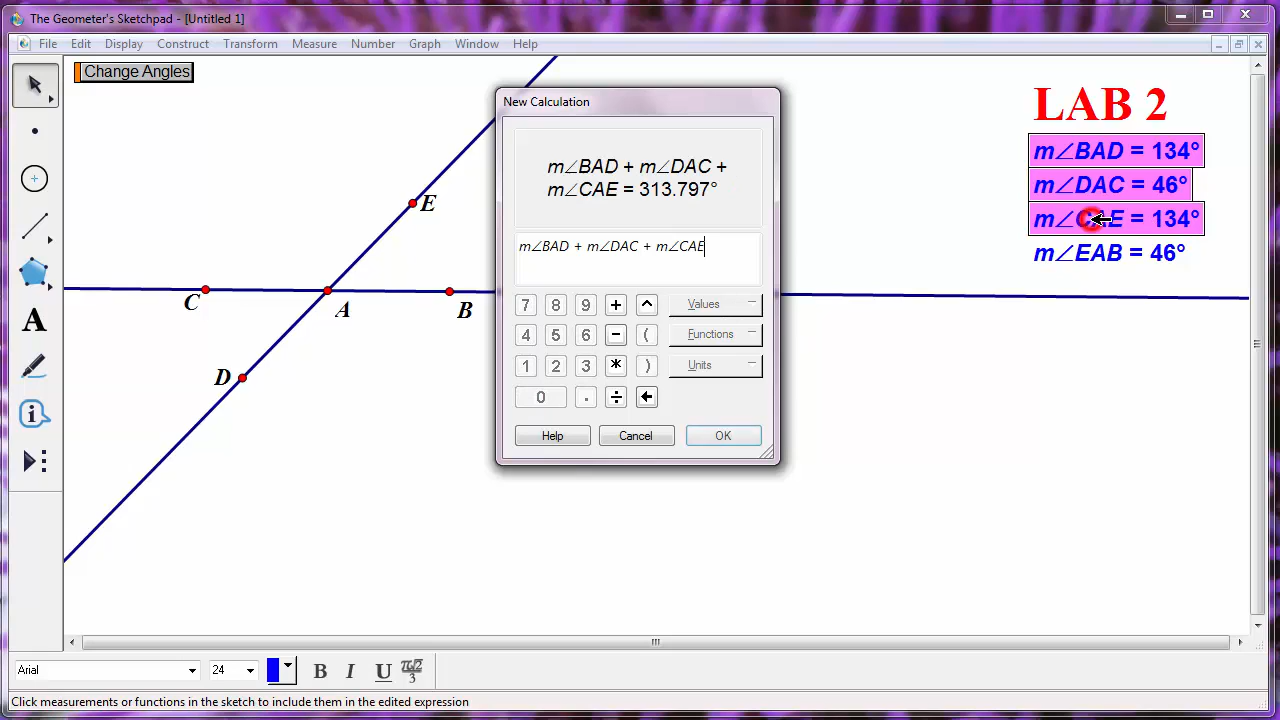 The Geometer's Sketchpad - [Untitled 1]
File Edit Display Construct Transform Measure Number Graph Window Help
Change Angles
LAB 2
m∠BAD = 134°
m∠DAC = 46°
m∠CAE = 134°
m∠EAB = 46°
E
C
A
B
D
New Calculation
m∠BAD + m∠DAC +
m∠CAE = 313.797°
m∠BAD + m∠DAC + m∠CAE
7 8 9 + ^ Values
4 5 6 - ( Functions
1 2 3 * ) Units
0 . ÷
Help Cancel OK
A
Arial 24 B I U
Click measurements or functions in the sketch to include them in the edited expression